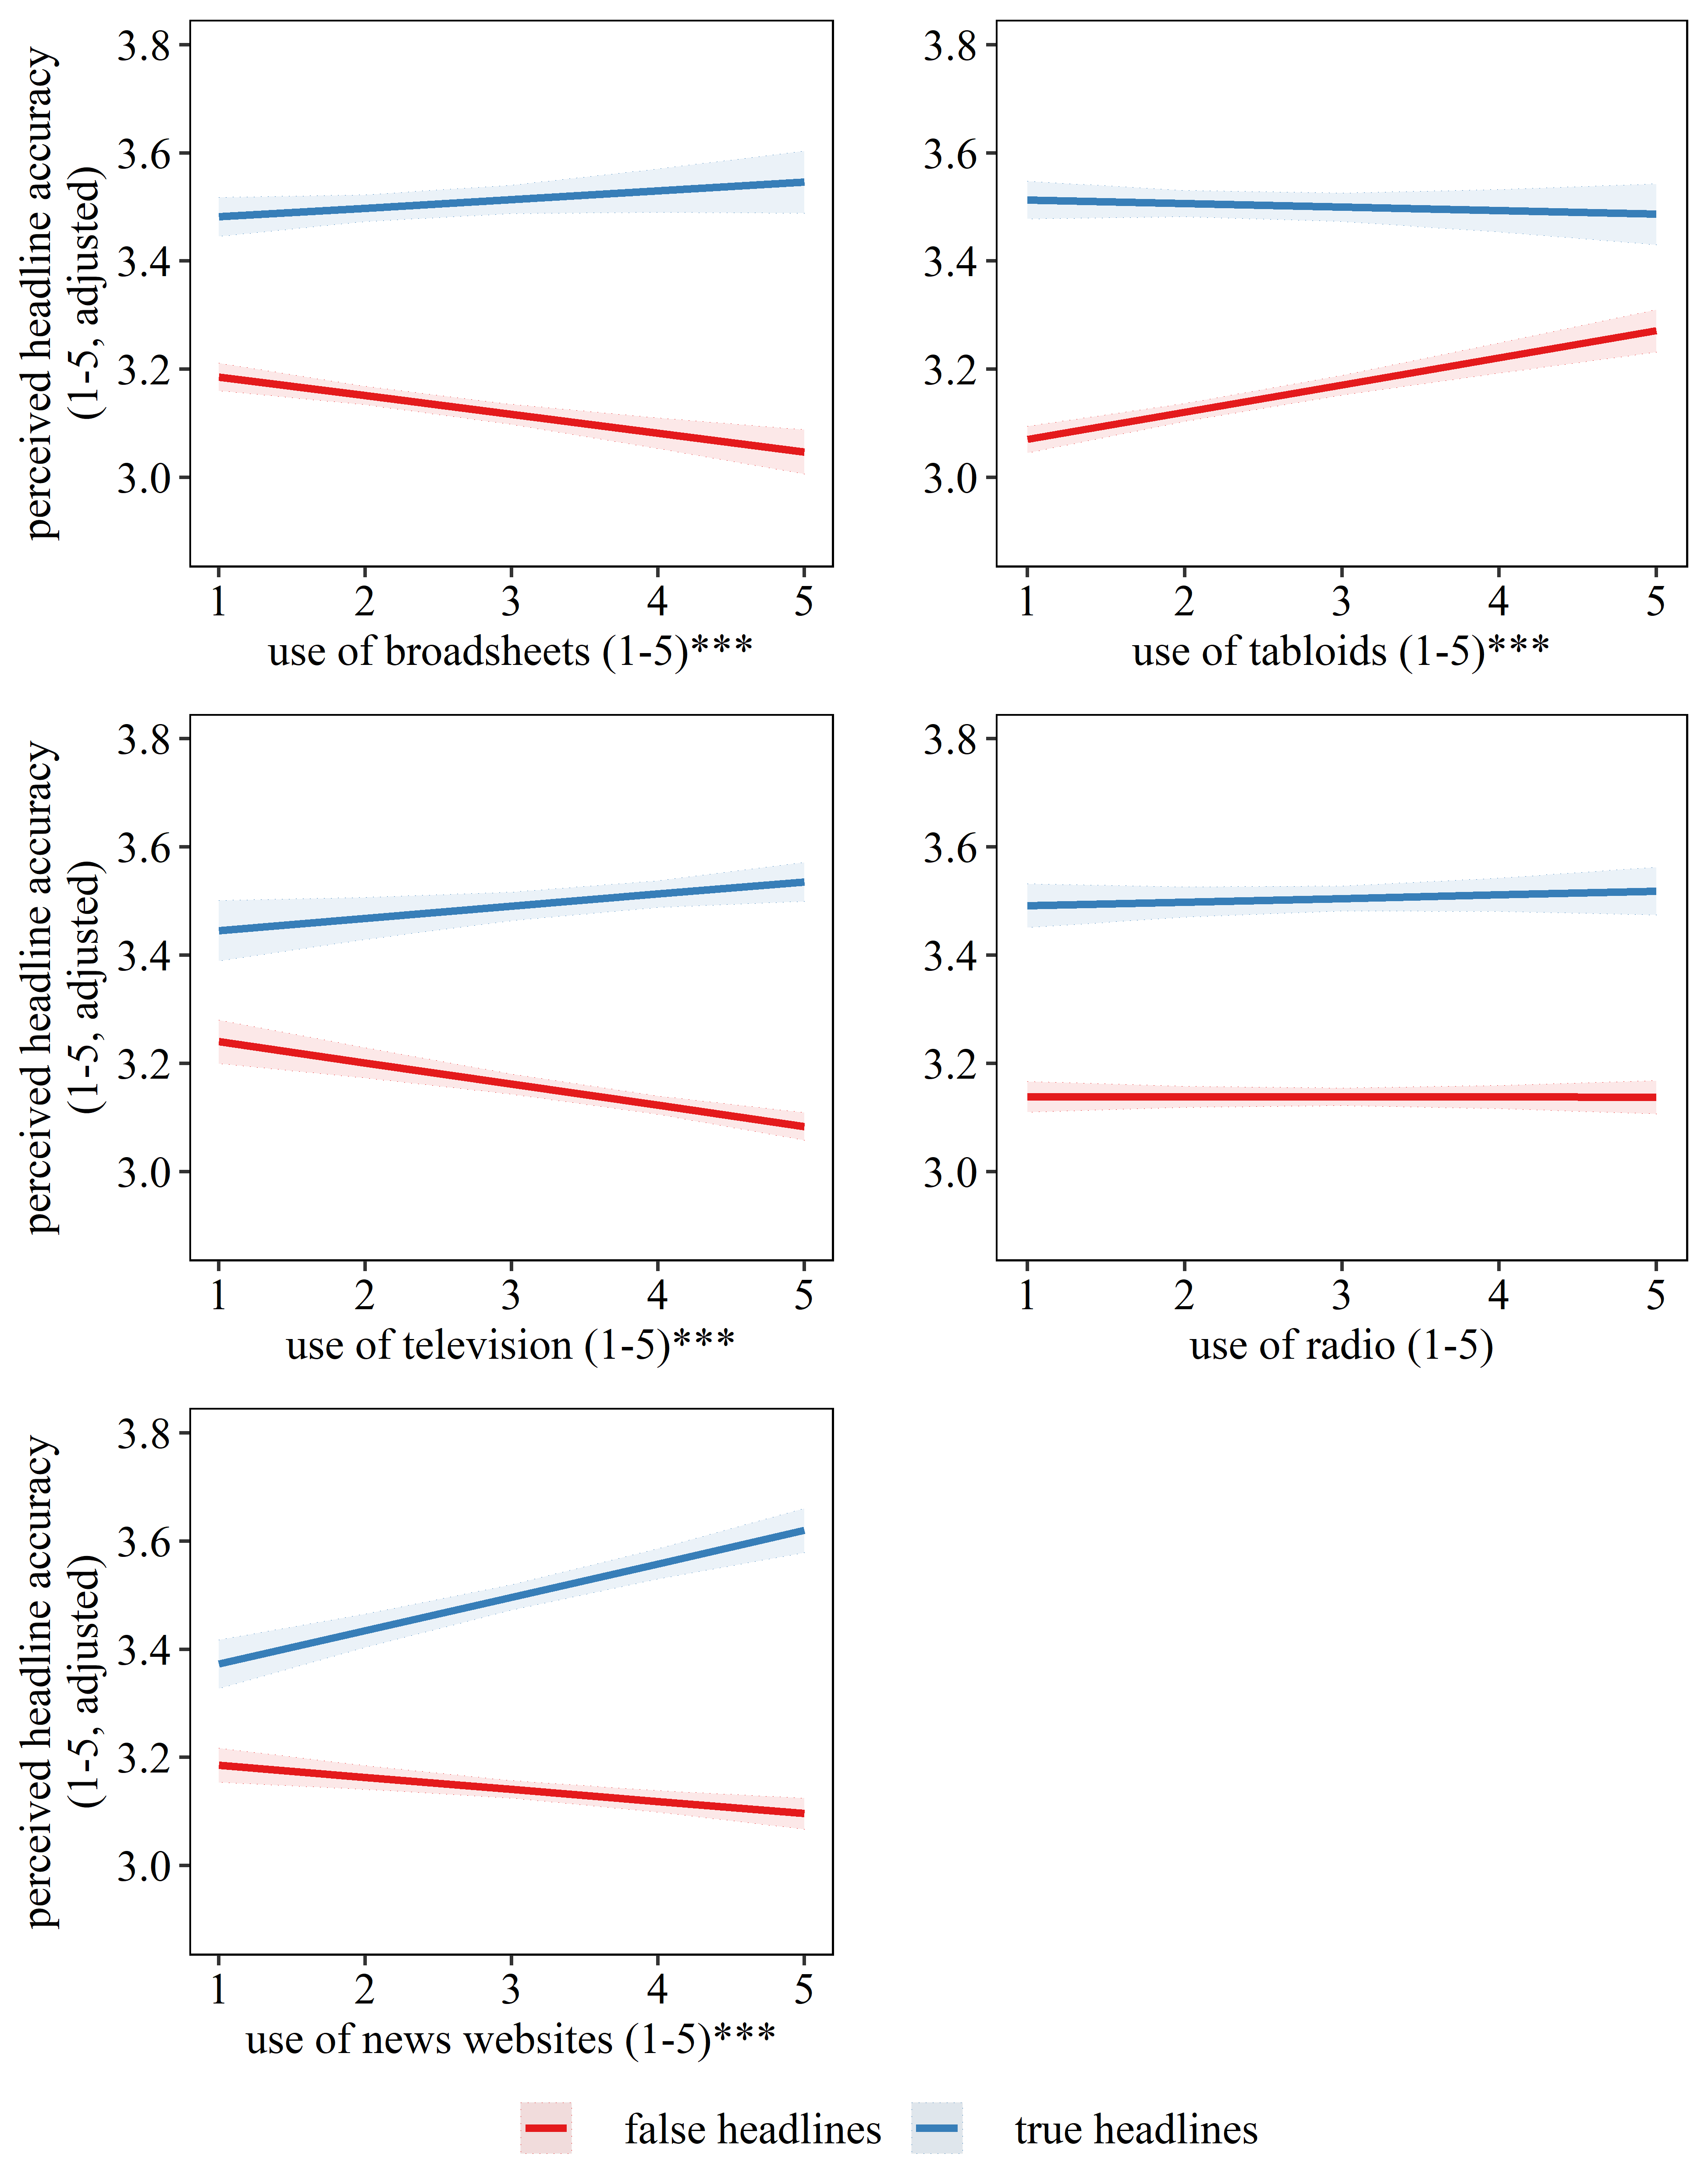 perceived headline accuracy
(1-5, adjusted)
3.8
3.6
3.4
3.2
3.0
1 2 3 4 5
use of broadsheets (1-5)***
3.8
3.6
3.4
3.2
3.0
1 2 3 4 5
use of tabloids (1-5)***
perceived headline accuracy
(1-5, adjusted)
3.8
3.6
3.4
3.2
3.0
1 2 3 4 5
use of television (1-5)***
3.8
3.6
3.4
3.2
3.0
1 2 3 4 5
use of radio (1-5)
perceived headline accuracy
(1-5, adjusted)
3.8
3.6
3.4
3.2
3.0
1 2 3 4 5
use of news websites (1-5)***
false headlines true headlines